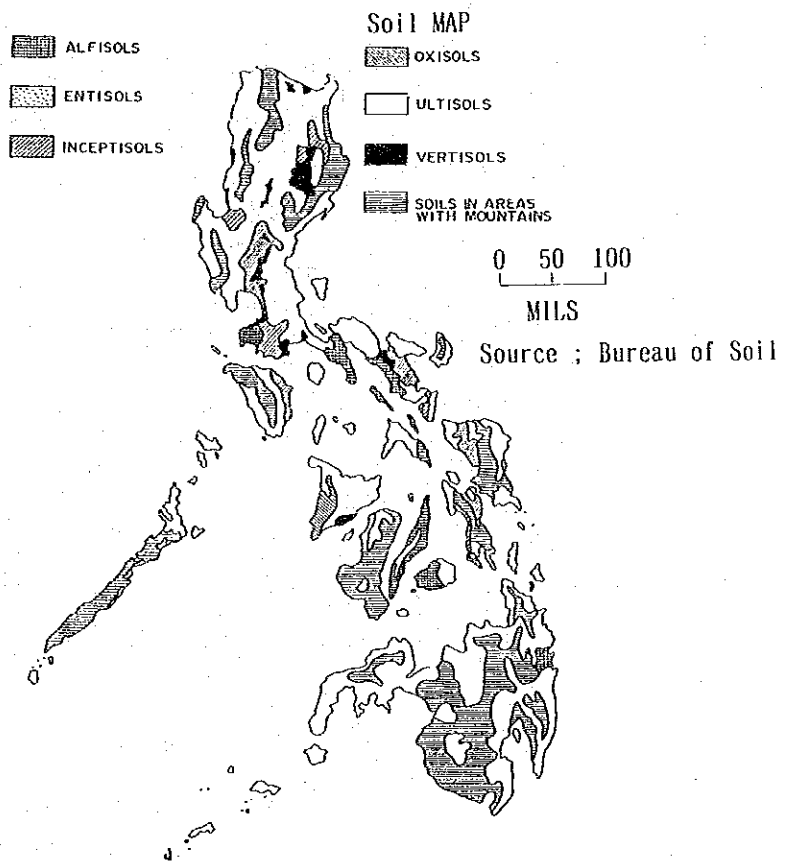 Soil MAP
ALFISOLS
ENTISOLS
INCEPTISOLS
OXISOLS
ULTISOLS
VERTISOLS
SOILS IN AREAS
WITH MOUNTAINS
0 50 100
MILS
Source ; Bureau of Soil